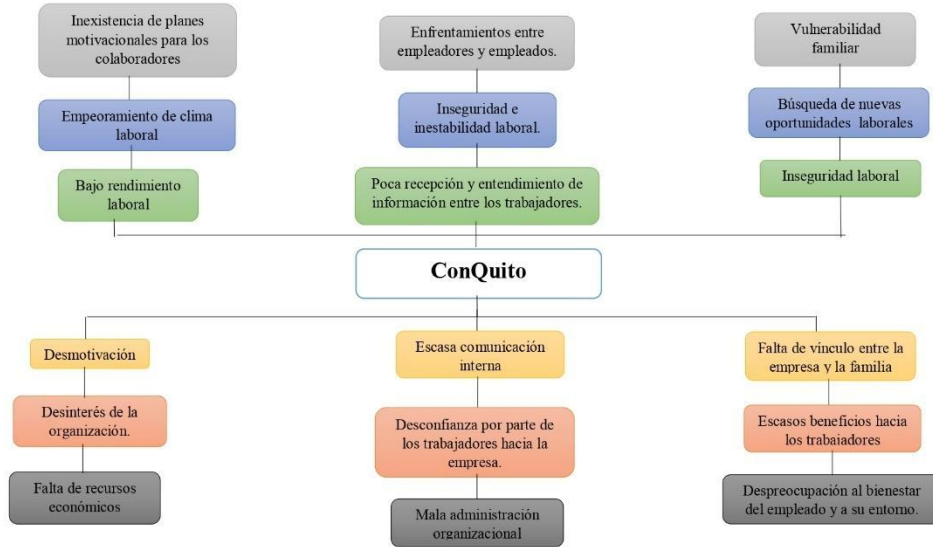 Inexistencia de planes
motivacionales para los
colaboradores
Enfrentamientos entre
empleadores y empleados.
Vulnerabilidad
familiar
Empeoramiento de clima
laboral
Inseguridad e
inestabilidad laboral.
Búsqueda de nuevas
oportunidades laborales
Bajo rendimiento
laboral
Poca recepción y entendimiento de
información entre los trabajadores.
Inseguridad laboral
ConQuito
Desmotivación
Escasa comunicación
interna
Falta de vínculo entre la
empresa y la familia
Desinterés de la
organización.
Desconfianza por parte de
los trabajadores hacia la
empresa.
Escasos beneficios hacia
los trabaiadores
Falta de recursos
económicos
Mala administración
organizacional
Despreocupación al bienestar
del empleado y a su entorno.